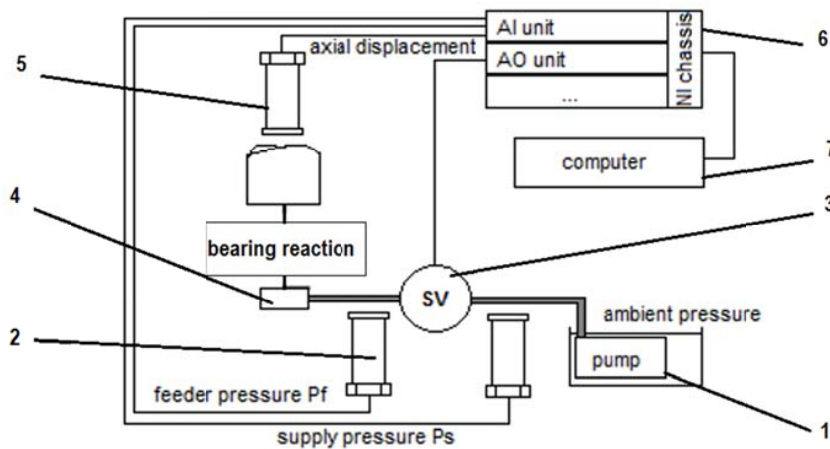 AI unit
axial displacement
AO unit
NI chassis
...
6
5
computer
7
4
bearing reaction
3
SV
2
ambient pressure
pump
feeder pressure Pf
supply pressure Ps
1